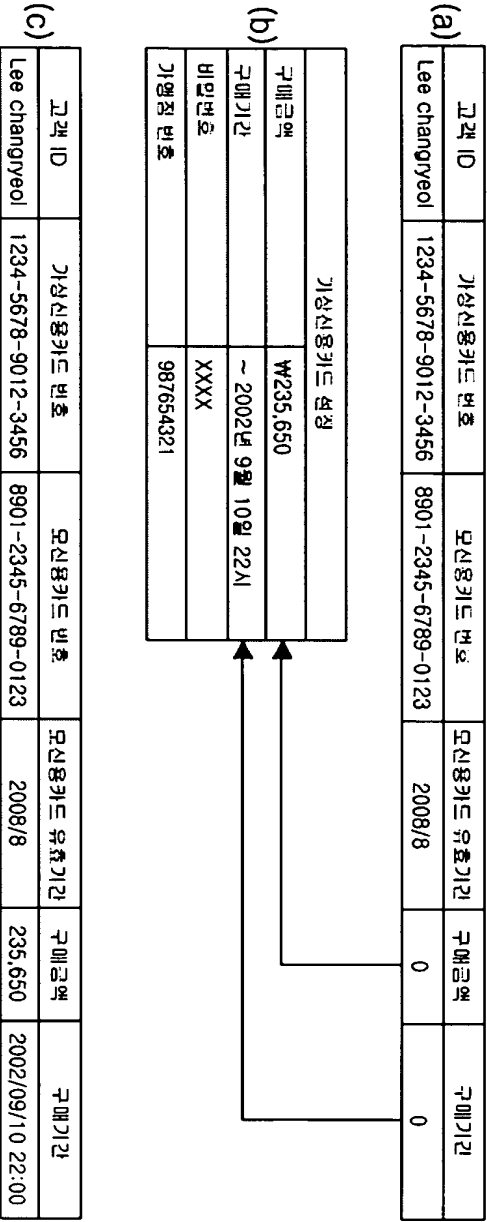 (a)
고객 ID 가상신용카드 번호 모신용카드 번호 모신용카드 유효기간 구매금액 구매기간
Lee changryeol 1234-5678-9012-3456 8901-2345-6789-0123 2008/8 0 0
(b)
가상신용카드 설정
구매금액 ₩235,650
구매기간 ~ 2002년 9월 10일 22시
비밀번호 XXXX
가맹점 번호 987654321
(c)
고객 ID 가상신용카드 번호 모신용카드 번호 모신용카드 유효기간 구매금액 구매기간
Lee changryeol 1234-5678-9012-3456 8901-2345-6789-0123 2008/8 235,650 2002/09/10 22:00